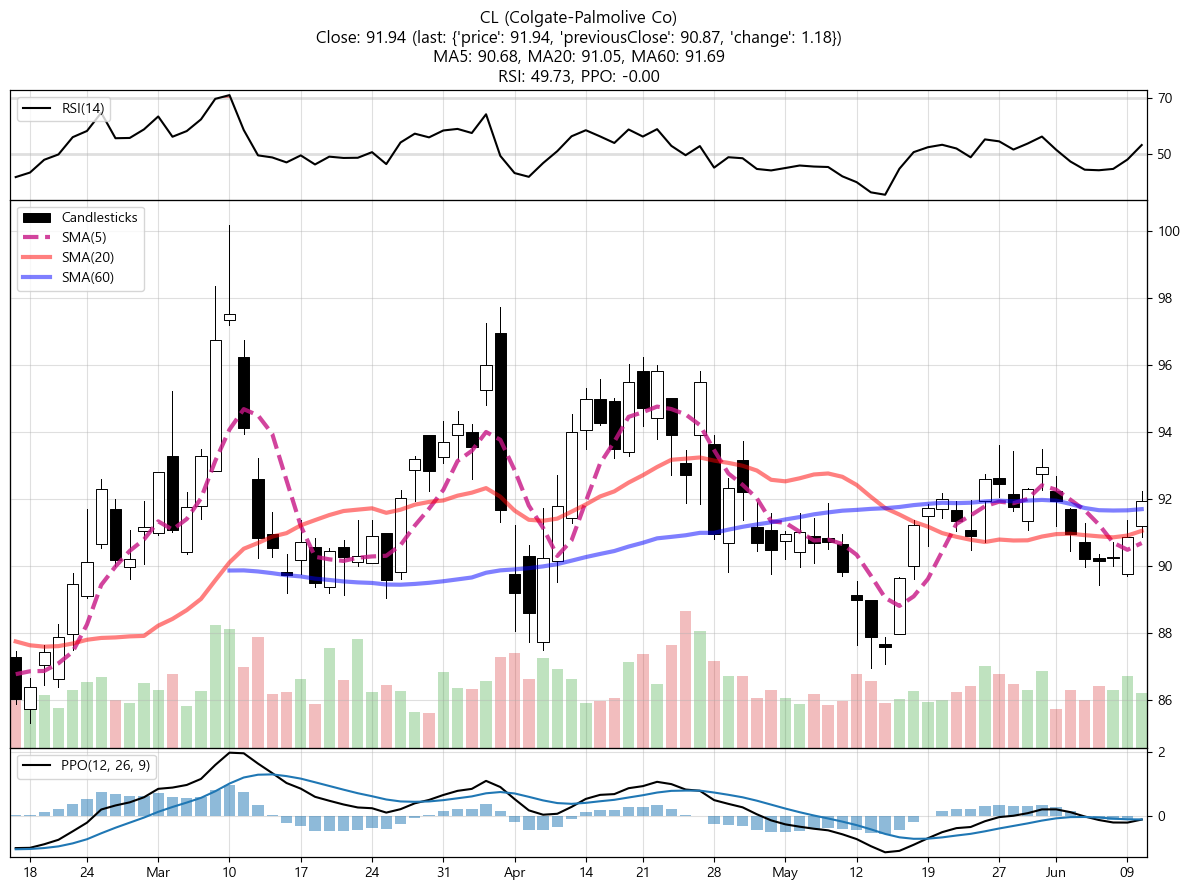 CL (Colgate-Palmolive Co)
Close: 91.94 (last: {'price': 91.94, 'previousClose': 90.87, 'change': 1.18})
MA5: 90.68, MA20: 91.05, MA60: 91.69
RSI: 49.73, PPO: -0.00
RSI(14)
70
50
Candlesticks
SMA(5)
SMA(20)
SMA(60)
100
98
96
94
92
90
88
86
PPO(12, 26, 9)
2
0
18 24 Mar 10 17 24 31 Apr 14 21 28 May 12 19 27 Jun 09